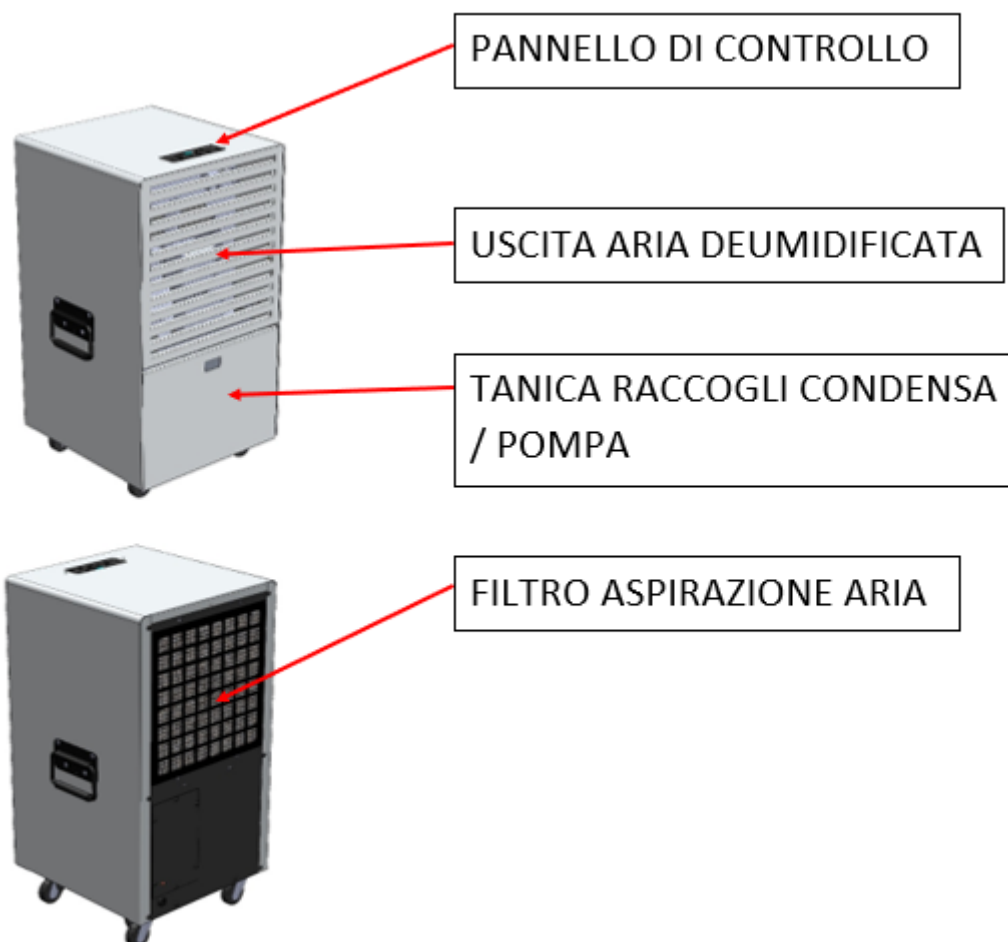 PANNELLO DI CONTROLLO
USCITA ARIA DEUMIDIFICATA
TANICA RACCOGLI CONDENSA
/ POMPA
FILTRO ASPIRAZIONE ARIA